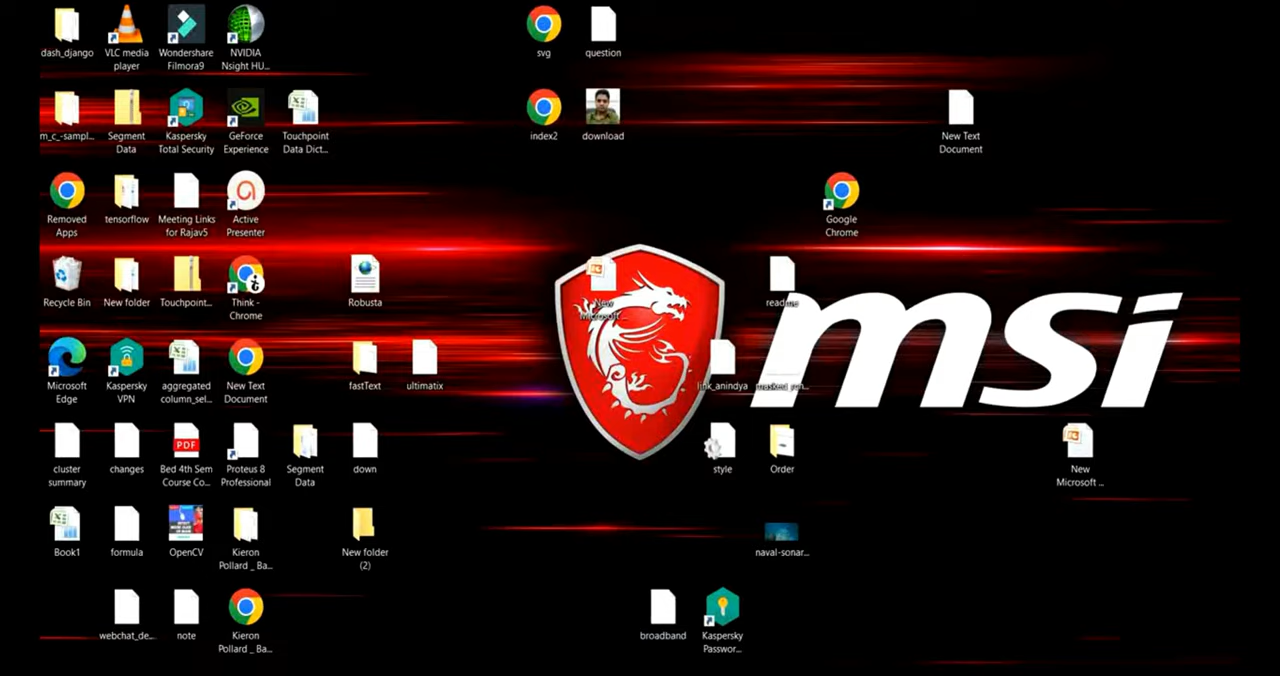 dash_django
VLC media
player
Wondershare
Filmora9
NVIDIA
Nsight HU...
svg
question
m_c_-sampl...
Segment
Data
Kaspersky
Total Security
GeForce
Experience
Touchpoint
Data Dict...
index2
download
New Text
Document
Removed
Apps
tensorflow
Meeting Links
for Rajav5
Active
Presenter
Google
Chrome
Recycle Bin
New folder
Touchpoint...
Think -
Chrome
Robusta
New
Microsoft ...
readme
msi
Microsoft
Edge
Kaspersky
VPN
aggregated
column_sel...
New Text
Document
fastText
ultimatix
link_anindya
cluster
summary
changes
PDF
Bed 4th Sem
Course Co...
Proteus 8
Professional
Segment
Data
down
style
Order
New
Microsoft ...
Book1
formula
OpenCV
Kieron
Pollard _ Ba...
New folder
(2)
naval-sonar...
webchat_de...
note
Kieron
Pollard _ Ba...
broadband
Kaspersky
Passwor...